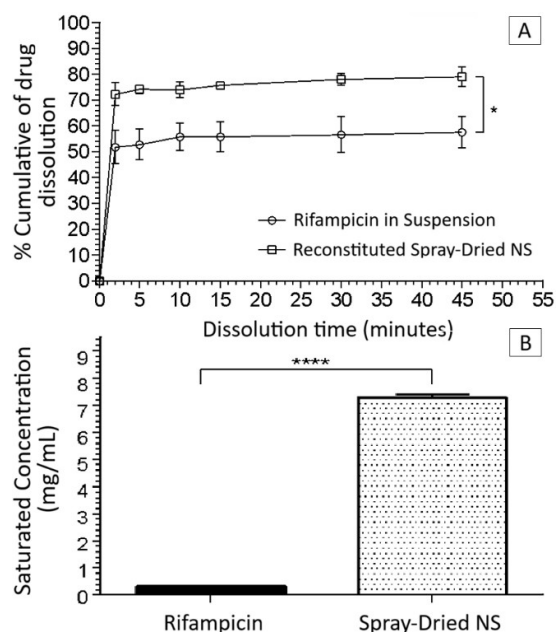 A
% Cumulative of drug
dissolution
100
90
80
70
60
50
40
30
20
10
0
*
Rifampicin in Suspension
Reconstituted Spray-Dried NS
0 5 10 15 20 25 30 35 40 45 50 55
Dissolution time (minutes)
B
****
Saturated Concentration
(mg/mL)
9
8
7
6
5
4
3
2
1
0
Rifampicin Spray-Dried NS